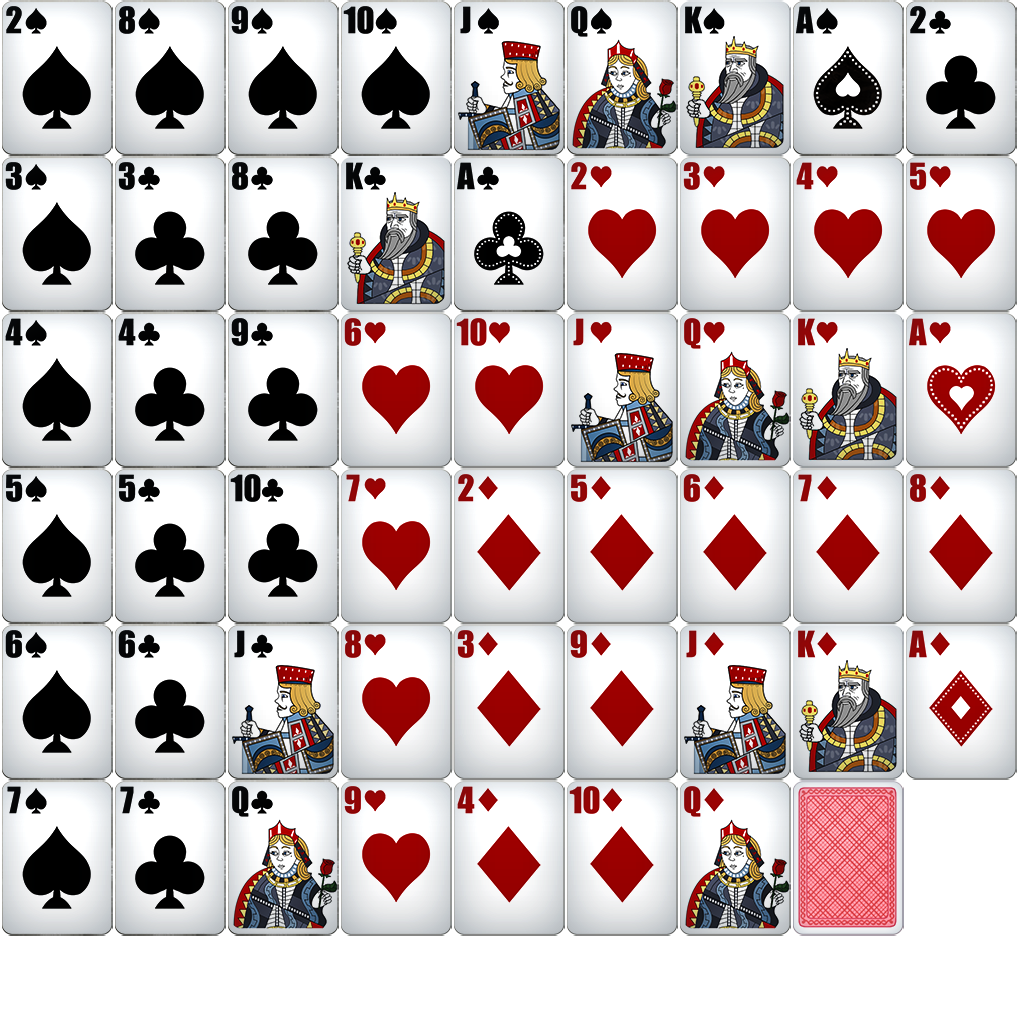 2♠ 8♠ 9♠ 10♠ J♠ Q♠ K♠ A♠ 2♣
3♠ 3♣ 8♣ K♣ A♣ 2♥ 3♥ 4♥ 5♥
4♠ 4♣ 9♣ 6♥ 10♥ J♥ Q♥ K♥ A♥
5♠ 5♣ 10♣ 7♥ 2♦ 5♦ 6♦ 7♦ 8♦
6♠ 6♣ J♣ 8♥ 3♦ 9♦ J♦ K♦ A♦
7♠ 7♣ Q♣ 9♥ 4♦ 10♦ Q♦